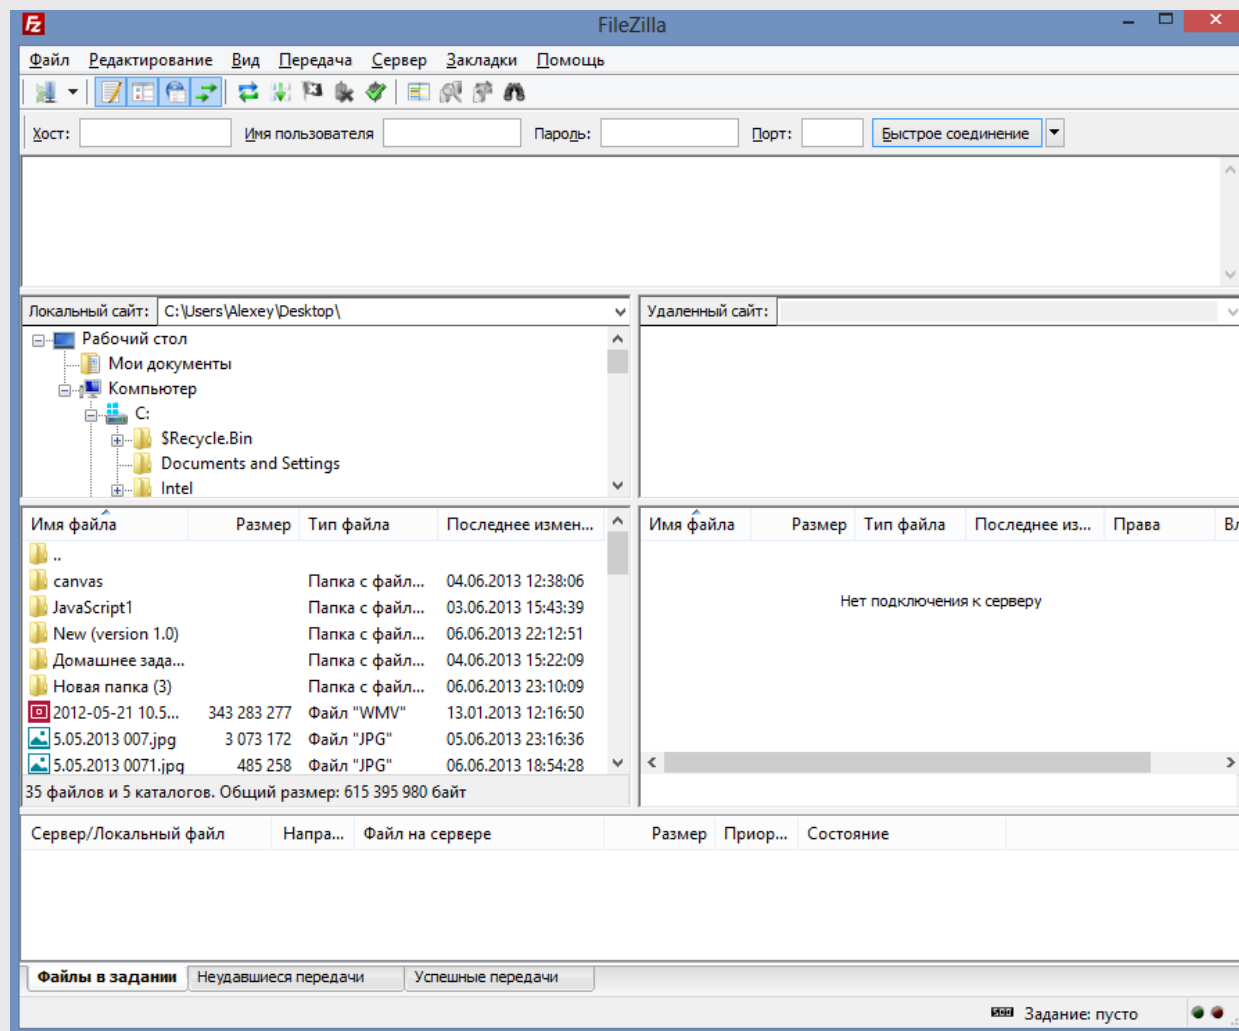 FileZilla
Файл Редактирование Вид Передача Сервер Закладки Помощь
Хост: Имя пользователя Пароль: Порт: Быстрое соединение
Локальный сайт: C:\Users\Alexey\Desktop\
Удаленный сайт:
Рабочий стол
Мои документы
Компьютер
C:
$Recycle.Bin
Documents and Settings
Intel
Имя файла Размер Тип файла Последнее измен...
..
canvas Папка с файл... 04.06.2013 12:38:06
JavaScript1 Папка с файл... 03.06.2013 15:43:39
New (version 1.0) Папка с файл... 06.06.2013 22:12:51
Домашнее зада... Папка с файл... 04.06.2013 15:22:09
Новая папка (3) Папка с файл... 06.06.2013 23:10:09
2012-05-21 10.5... 343 283 277 Файл "WMV" 13.01.2013 12:16:50
5.05.2013 007.jpg 3 073 172 Файл "JPG" 05.06.2013 23:16:36
5.05.2013 0071.jpg 485 258 Файл "JPG" 06.06.2013 18:54:28
35 файлов и 5 каталогов. Общий размер: 615 395 980 байт
Имя файла Размер Тип файла Последнее из... Права Вл
Нет подключения к серверу
Сервер/Локальный файл Напра... Файл на сервере Размер Приор... Состояние
Файлы в задании Неудавшиеся передачи Успешные передачи
Задание: пусто